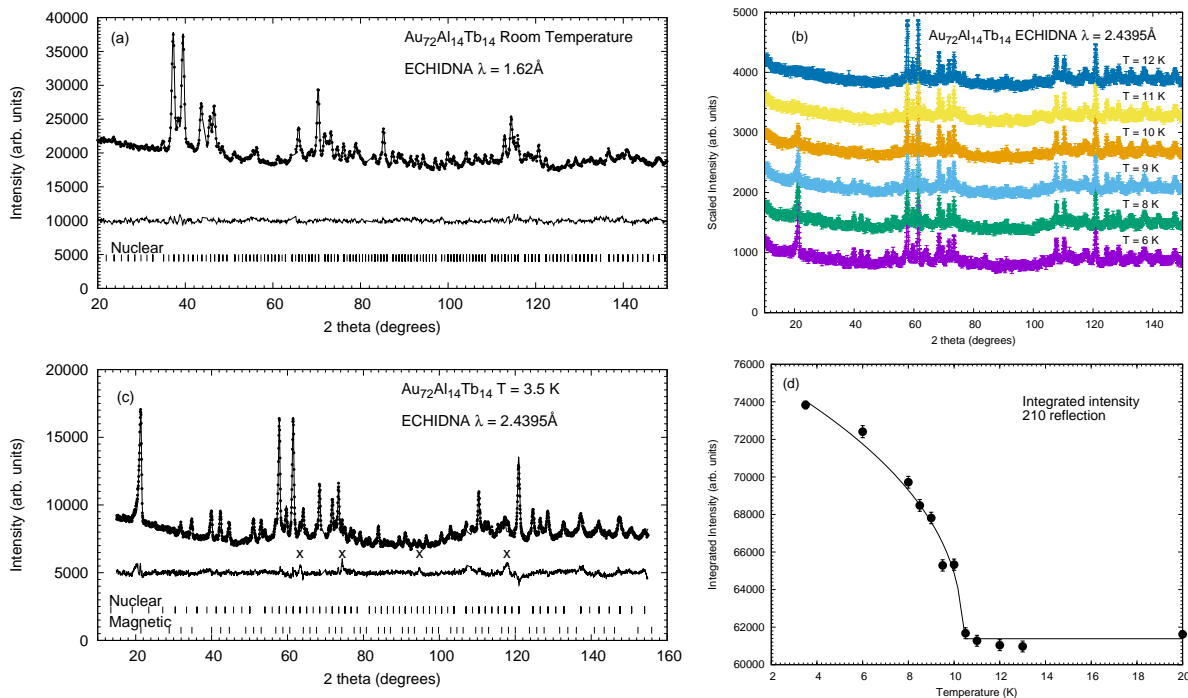 (a)
Au72Al14Tb14 Room Temperature
ECHIDNA λ = 1.62Å
Nuclear
Intensity (arb. units)
40000
35000
30000
25000
20000
15000
10000
5000
0
20 40 60 80 100 120 140
2 theta (degrees)
(b)
Au72Al14Tb14 ECHIDNA λ = 2.4395Å
T = 12 K
T = 11 K
T = 10 K
T = 9 K
T = 8 K
T = 6 K
Scaled Intensity (arb. units)
5000
4000
3000
2000
1000
0
20 40 60 80 100 120 140
2 theta (degrees)
(c)
Au72Al14Tb14 T = 3.5 K
ECHIDNA λ = 2.4395Å
x x x x
Nuclear
Magnetic
Intensity (arb. units)
20000
15000
10000
5000
0
0 20 40 60 80 100 120 140 160
2 theta (degrees)
(d)
Integrated intensity
210 reflection
Integrated Intensity (arb. units)
76000
74000
72000
70000
68000
66000
64000
62000
60000
2 4 6 8 10 12 14 16 18 20
Temperature (K)